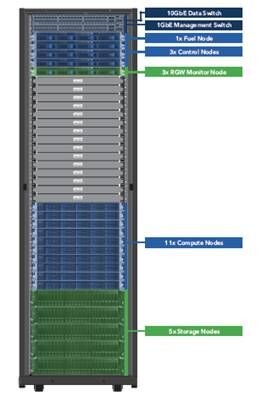 10GbE Data Switch
1GbE Management Switch
1x Fuel Node
3x Control Nodes
3x RGW Monitor Node
11x Compute Nodes
5x Storage Nodes